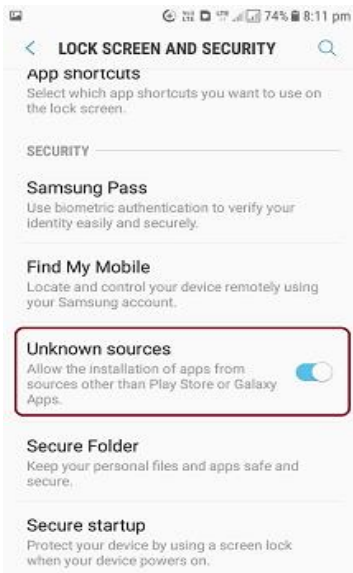 74% 8:11 pm
LOCK SCREEN AND SECURITY
App shortcuts
Select which app shortcuts you want to use on
the lock screen.
SECURITY
Samsung Pass
Use biometric authentication to verify your
identity easily and securely.
Find My Mobile
Locate and control your device remotely using
your Samsung account.
Unknown sources
Allow the installation of apps from
sources other than Play Store or Galaxy
Apps.
Secure Folder
Keep your personal files and apps safe and
secure.
Secure startup
Protect your device by using a screen lock
when your device powers on.